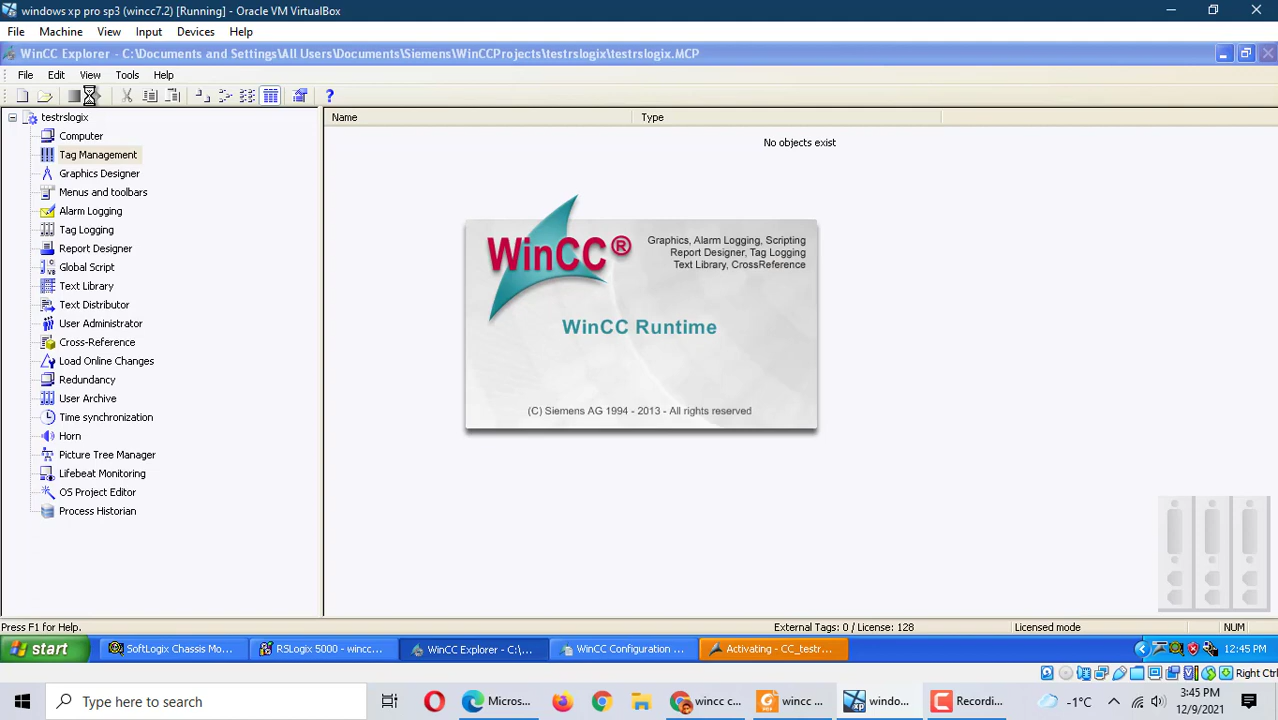 windows xp pro sp3 (wincc7.2) [Running] - Oracle VM VirtualBox
File Machine View Input Devices Help
WinCC Explorer - C:\Documents and Settings\All Users\Documents\Siemens\WinCCProjects\testrslogix\testrslogix.MCP
File Edit View Tools Help
testrslogix
Computer
Tag Management
Graphics Designer
Menus and toolbars
Alarm Logging
Tag Logging
Report Designer
Global Script
Text Library
Text Distributor
User Administrator
Cross-Reference
Load Online Changes
Redundancy
User Archive
Time synchronization
Horn
Picture Tree Manager
Lifebeat Monitoring
OS Project Editor
Process Historian
Name Type
No objects exist
WinCC®
Graphics, Alarm Logging, Scripting
Report Designer, Tag Logging
Text Library, CrossReference
WinCC Runtime
(C) Siemens AG 1994 - 2013 - All rights reserved
Press F1 for Help. External Tags: 0 / License: 128 Licensed mode NUM
start SoftLogix Chassis Mo... RSLogix 5000 - wincc... WinCC Explorer - C:\... WinCC Configuration ... Activating - CC_testr... 12:45 PM
Right Ctrl
Type here to search Micros... wincc c... wincc ... windo... Recordi... -1°C 3:45 PM
12/9/2021